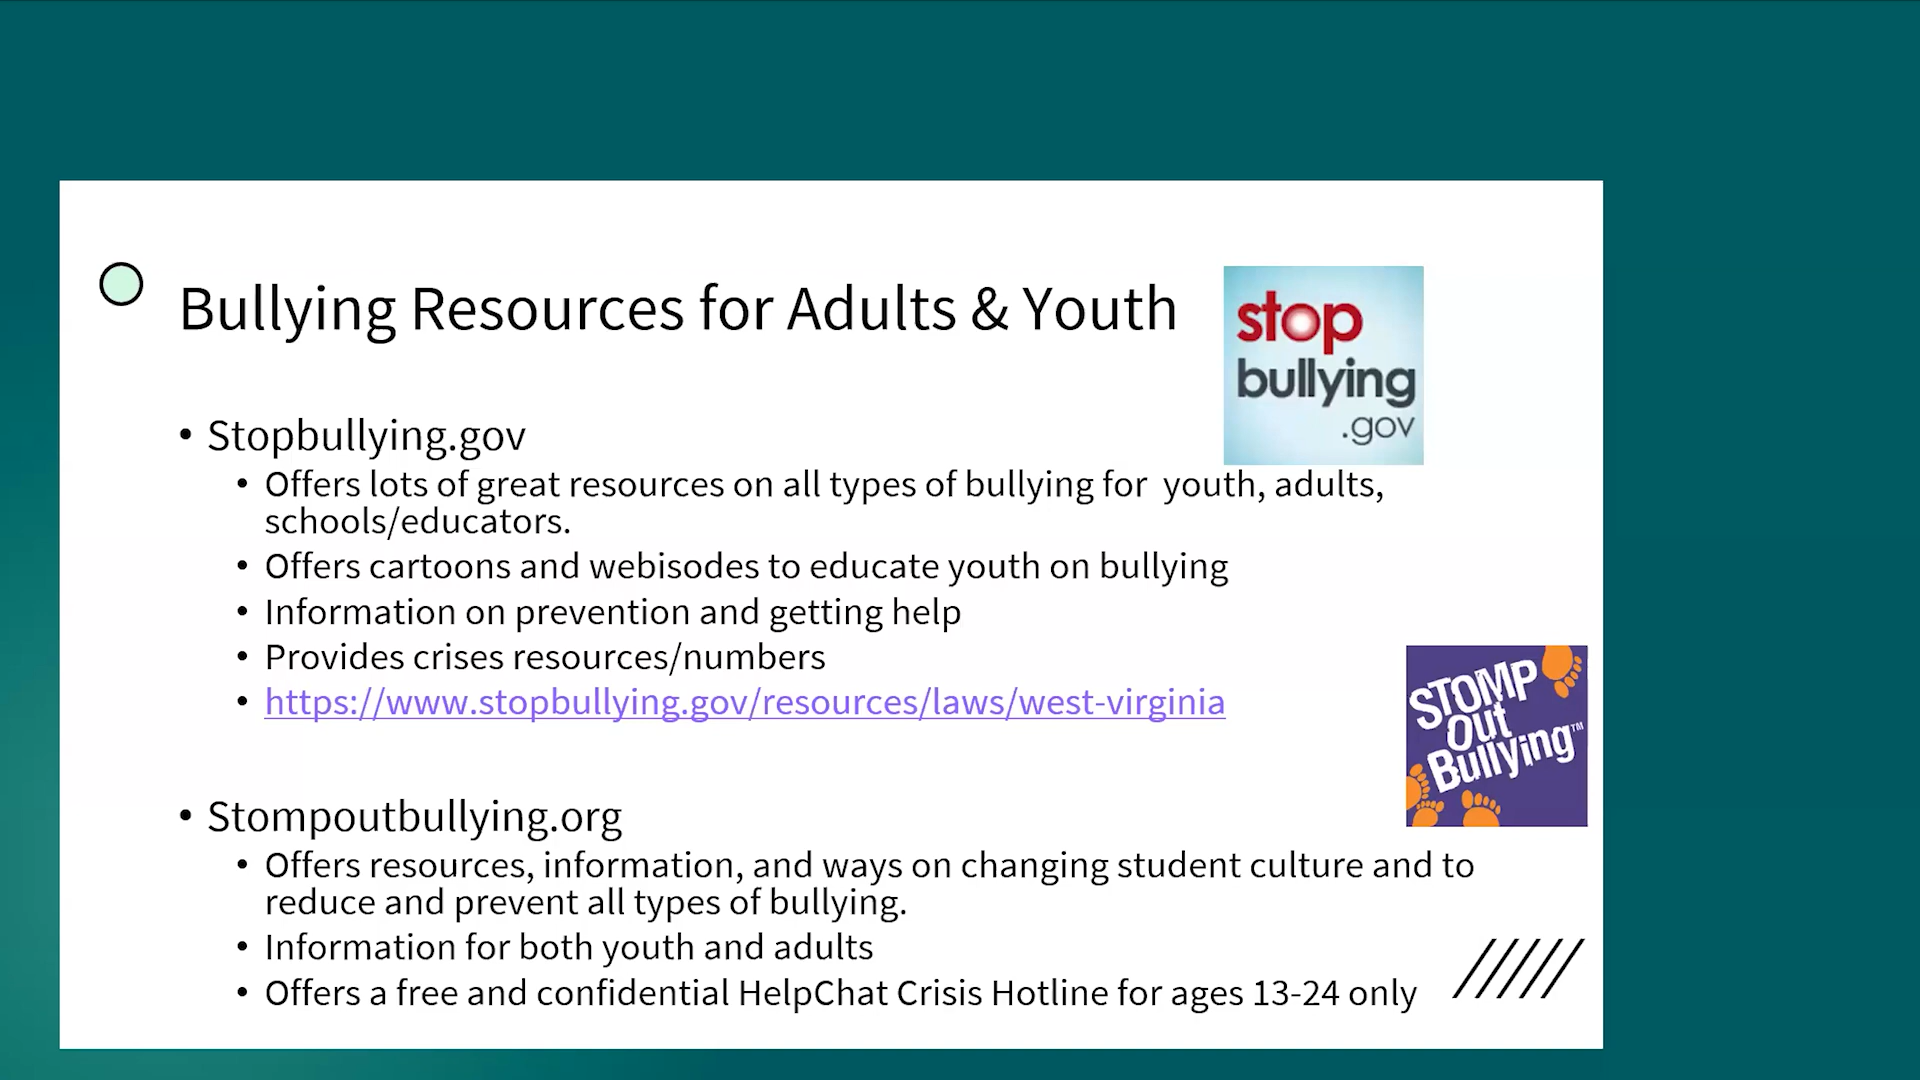 Bullying Resources for Adults & Youth
stop
bullying
.gov
• Stopbullying.gov
• Offers lots of great resources on all types of bullying for  youth, adults,
schools/educators.
• Offers cartoons and webisodes to educate youth on bullying
• Information on prevention and getting help
• Provides crises resources/numbers
• https://www.stopbullying.gov/resources/laws/west-virginia
STOMP
Out
Bullying™
• Stompoutbullying.org
• Offers resources, information, and ways on changing student culture and to
reduce and prevent all types of bullying.
• Information for both youth and adults
• Offers a free and confidential HelpChat Crisis Hotline for ages 13-24 only